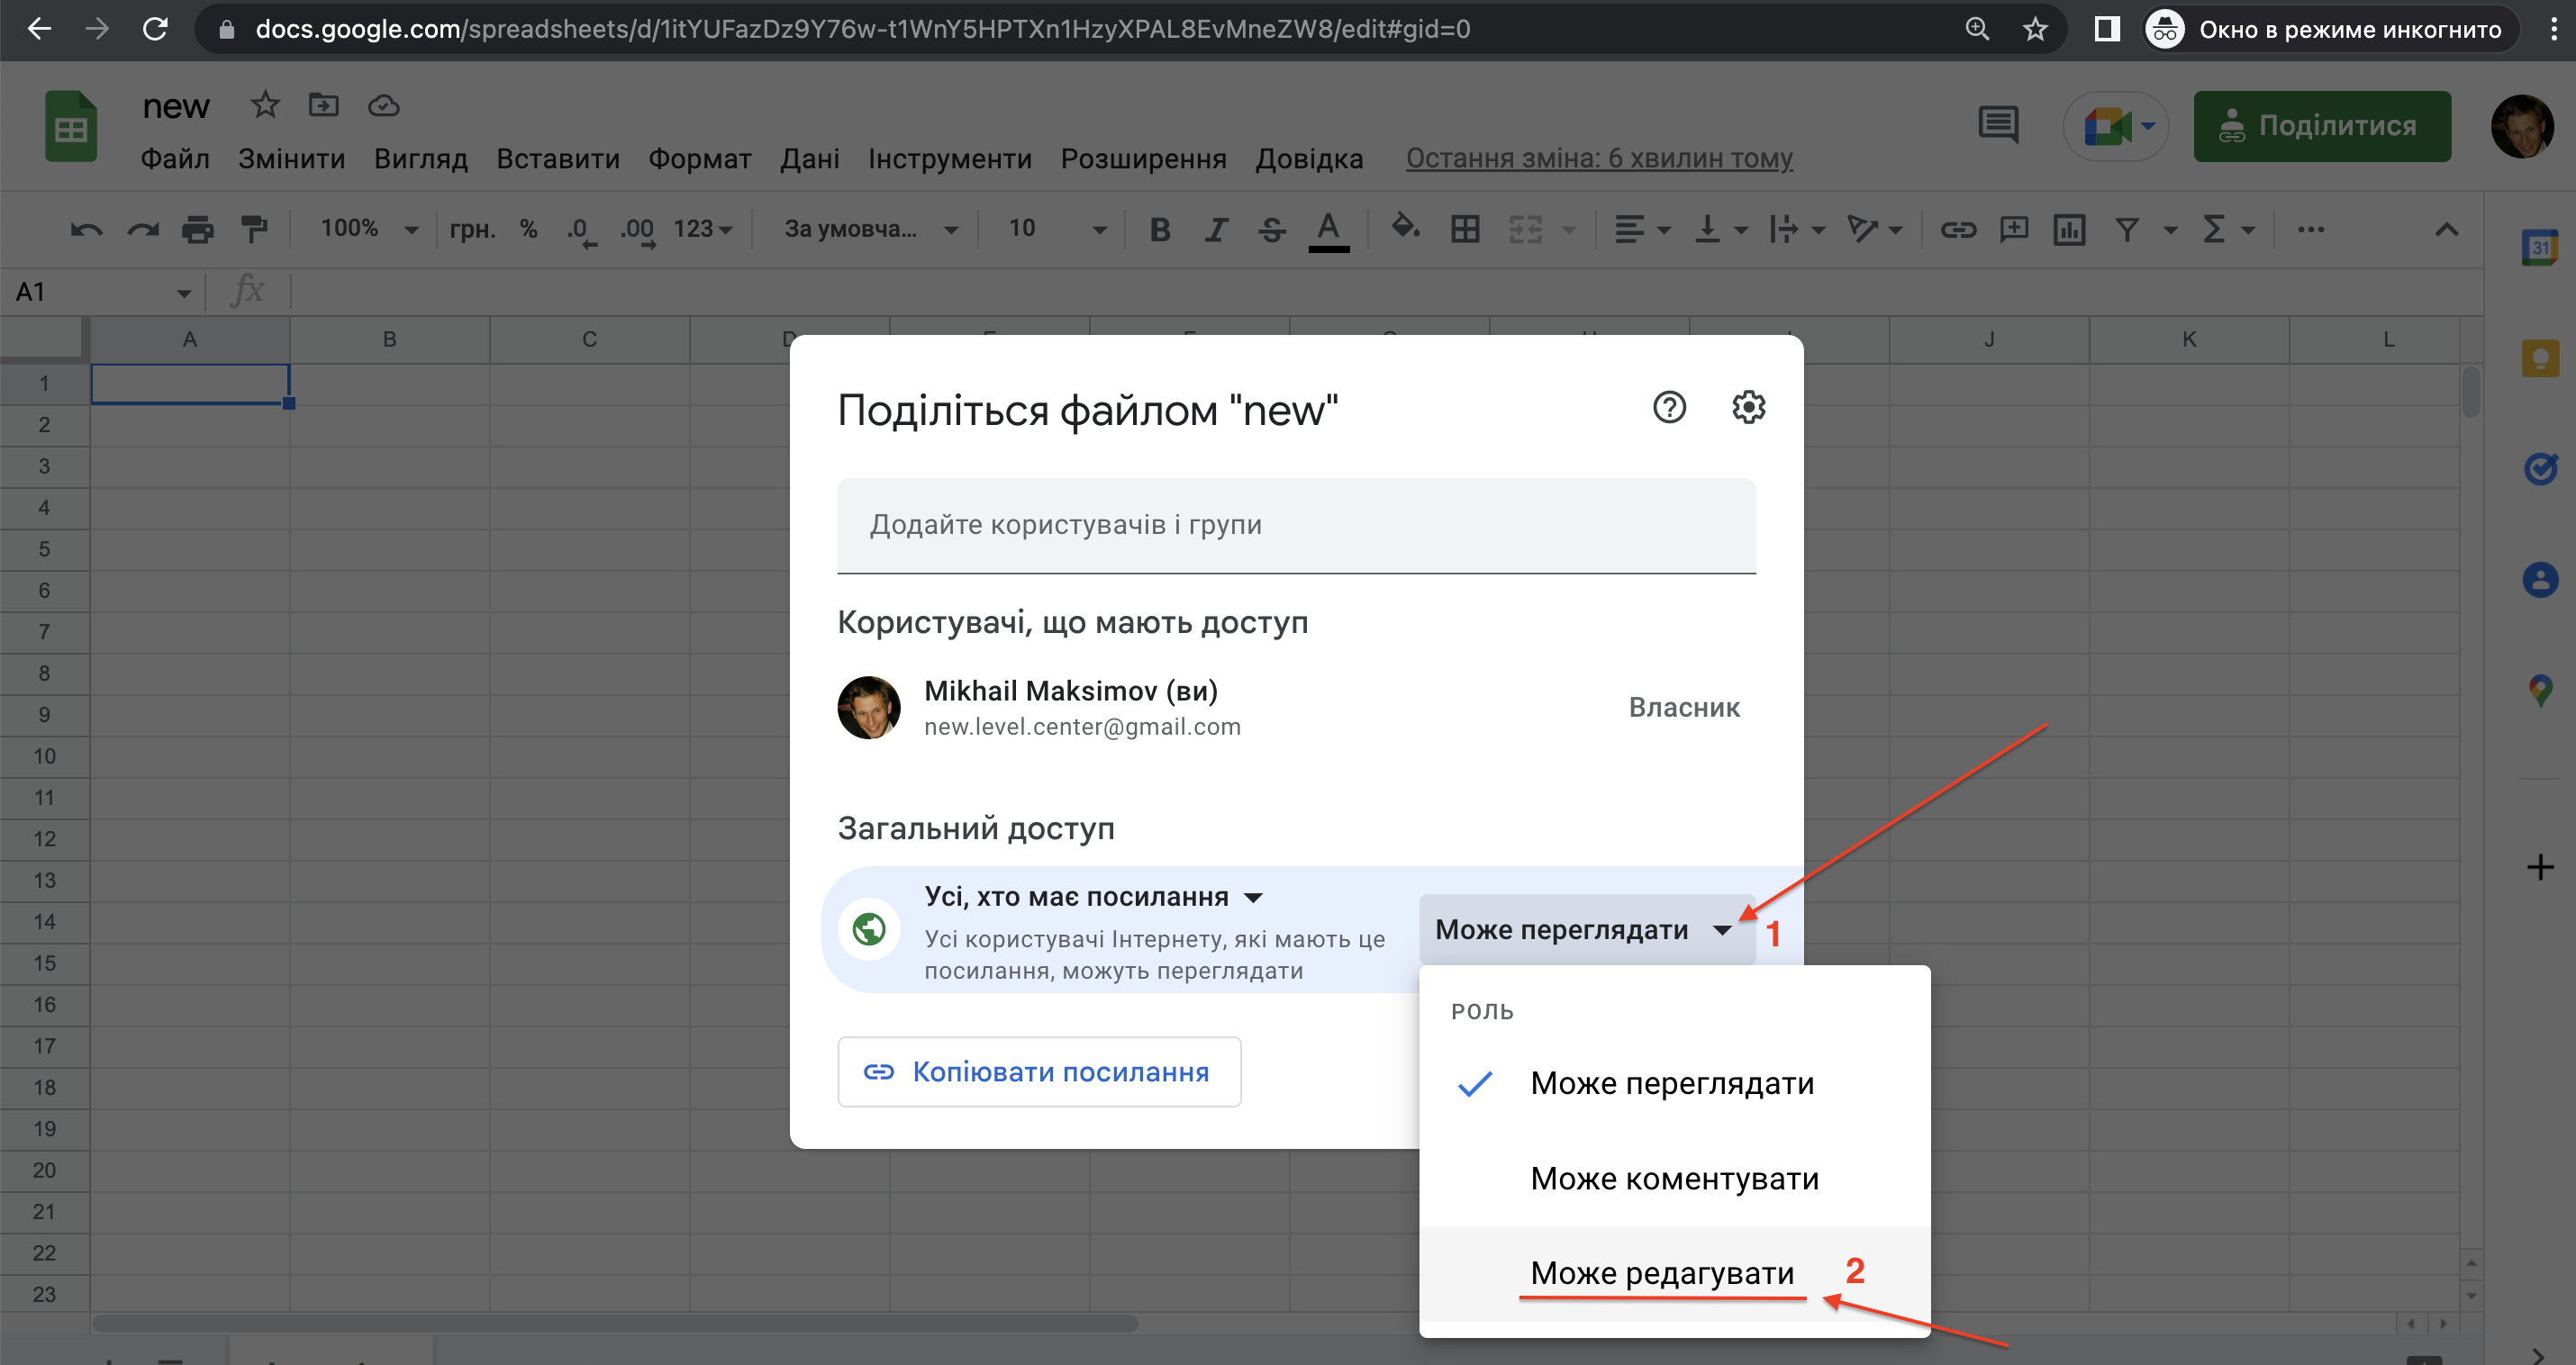 docs.google.com/spreadsheets/d/1itYUFazDz9Y76w-t1WnY5HPTXn1HzyXPAL8EvMneZW8/edit#gid=0
Окно в режиме инкогнито
new
Поділитися
Файл Змінити Вигляд Вставити Формат Дані Інструменти Розширення Довідка Остання зміна: 6 хвилин тому
100% грн. % .0 .00 123 За умовча... 10 B I S A
31
A1 fx
A B C D J K L
1
2
3
4
5
6
7
8
9
10
11
12
13
14
15
16
17
18
19
20
21
22
23
Поділіться файлом "new"
Додайте користувачів і групи
Користувачі, що мають доступ
Mikhail Maksimov (ви)
new.level.center@gmail.com
Власник
Загальний доступ
Усі, хто має посилання
Усі користувачі Інтернету, які мають це
посилання, можуть переглядати
Може переглядати 1
РОЛЬ
Може переглядати
Може коментувати
Може редагувати 2
Копіювати посилання